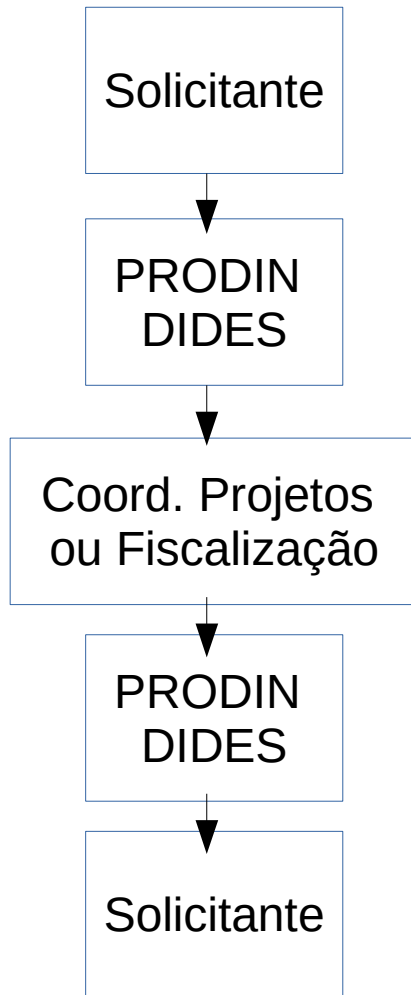 Solicitante
PRODIN
DIDES
Coord. Projetos
ou Fiscalização
PRODIN
DIDES
Solicitante